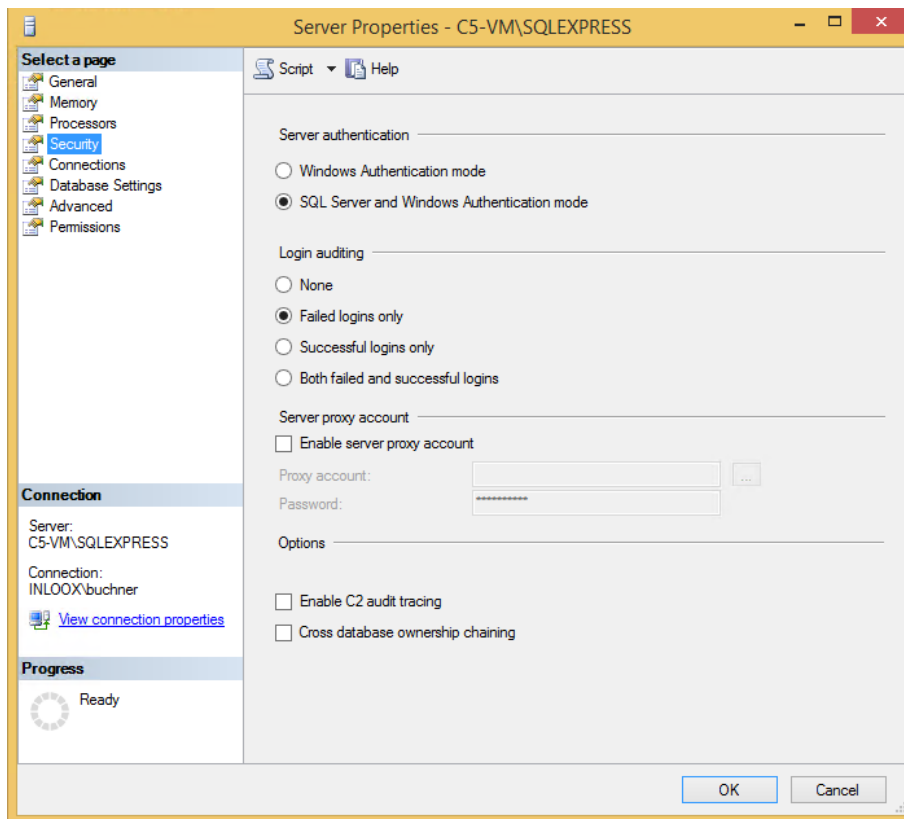 Server Properties - C5-VM\SQLEXPRESS
Select a page
General
Memory
Processors
Security
Connections
Database Settings
Advanced
Permissions
Script Help
Server authentication
Windows Authentication mode
SQL Server and Windows Authentication mode
Login auditing
None
Failed logins only
Successful logins only
Both failed and successful logins
Server proxy account
Enable server proxy account
Proxy account:
...
Password: **********
Options
Enable C2 audit tracing
Cross database ownership chaining
Connection
Server:
C5-VM\SQLEXPRESS
Connection:
INLOOX\buchner
View connection properties
Progress
Ready
OK Cancel